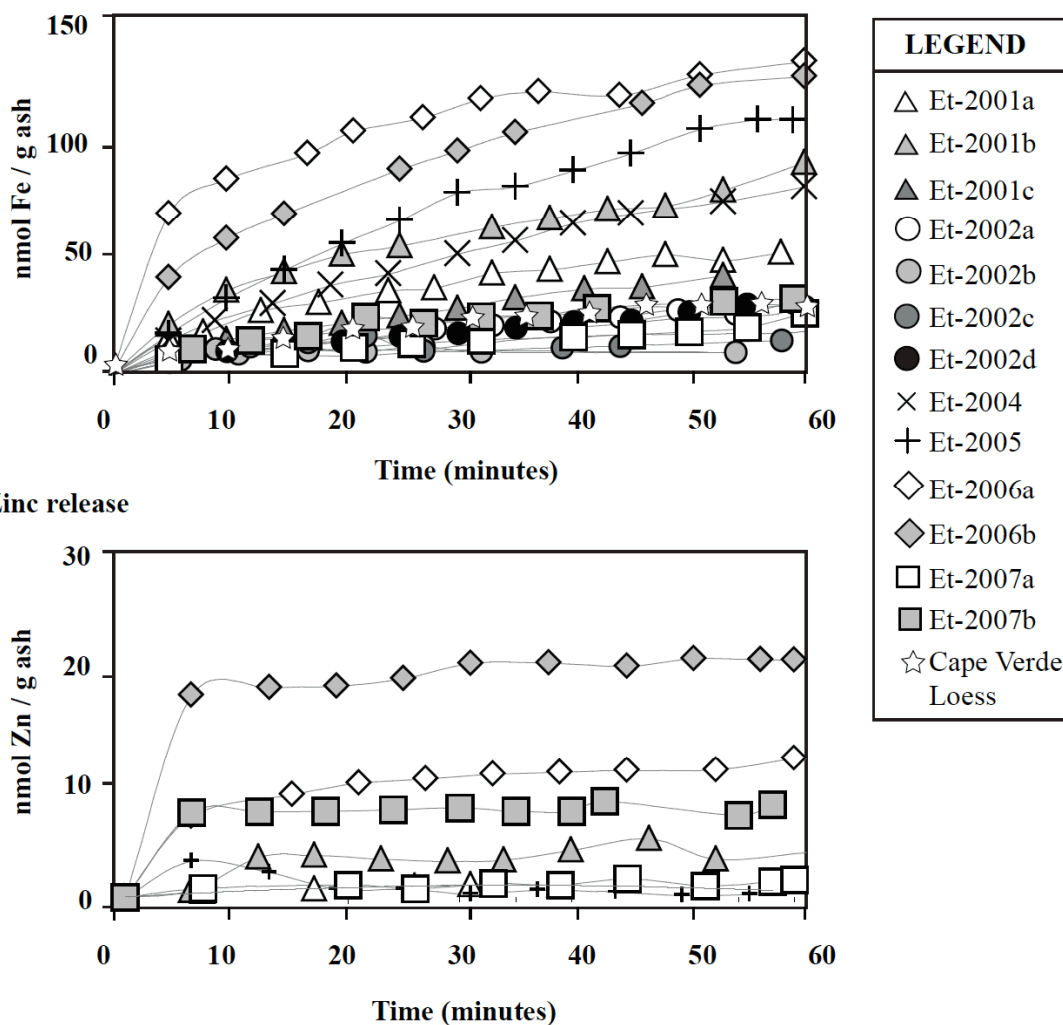 150
100
50
0
nmol Fe / g ash
0 10 20 30 40 50 60
Time (minutes)
Zinc release
30
20
10
0
nmol Zn / g ash
0 10 20 30 40 50 60
Time (minutes)
LEGEND
Et-2001a
Et-2001b
Et-2001c
Et-2002a
Et-2002b
Et-2002c
Et-2002d
Et-2004
Et-2005
Et-2006a
Et-2006b
Et-2007a
Et-2007b
Cape Verde
Loess